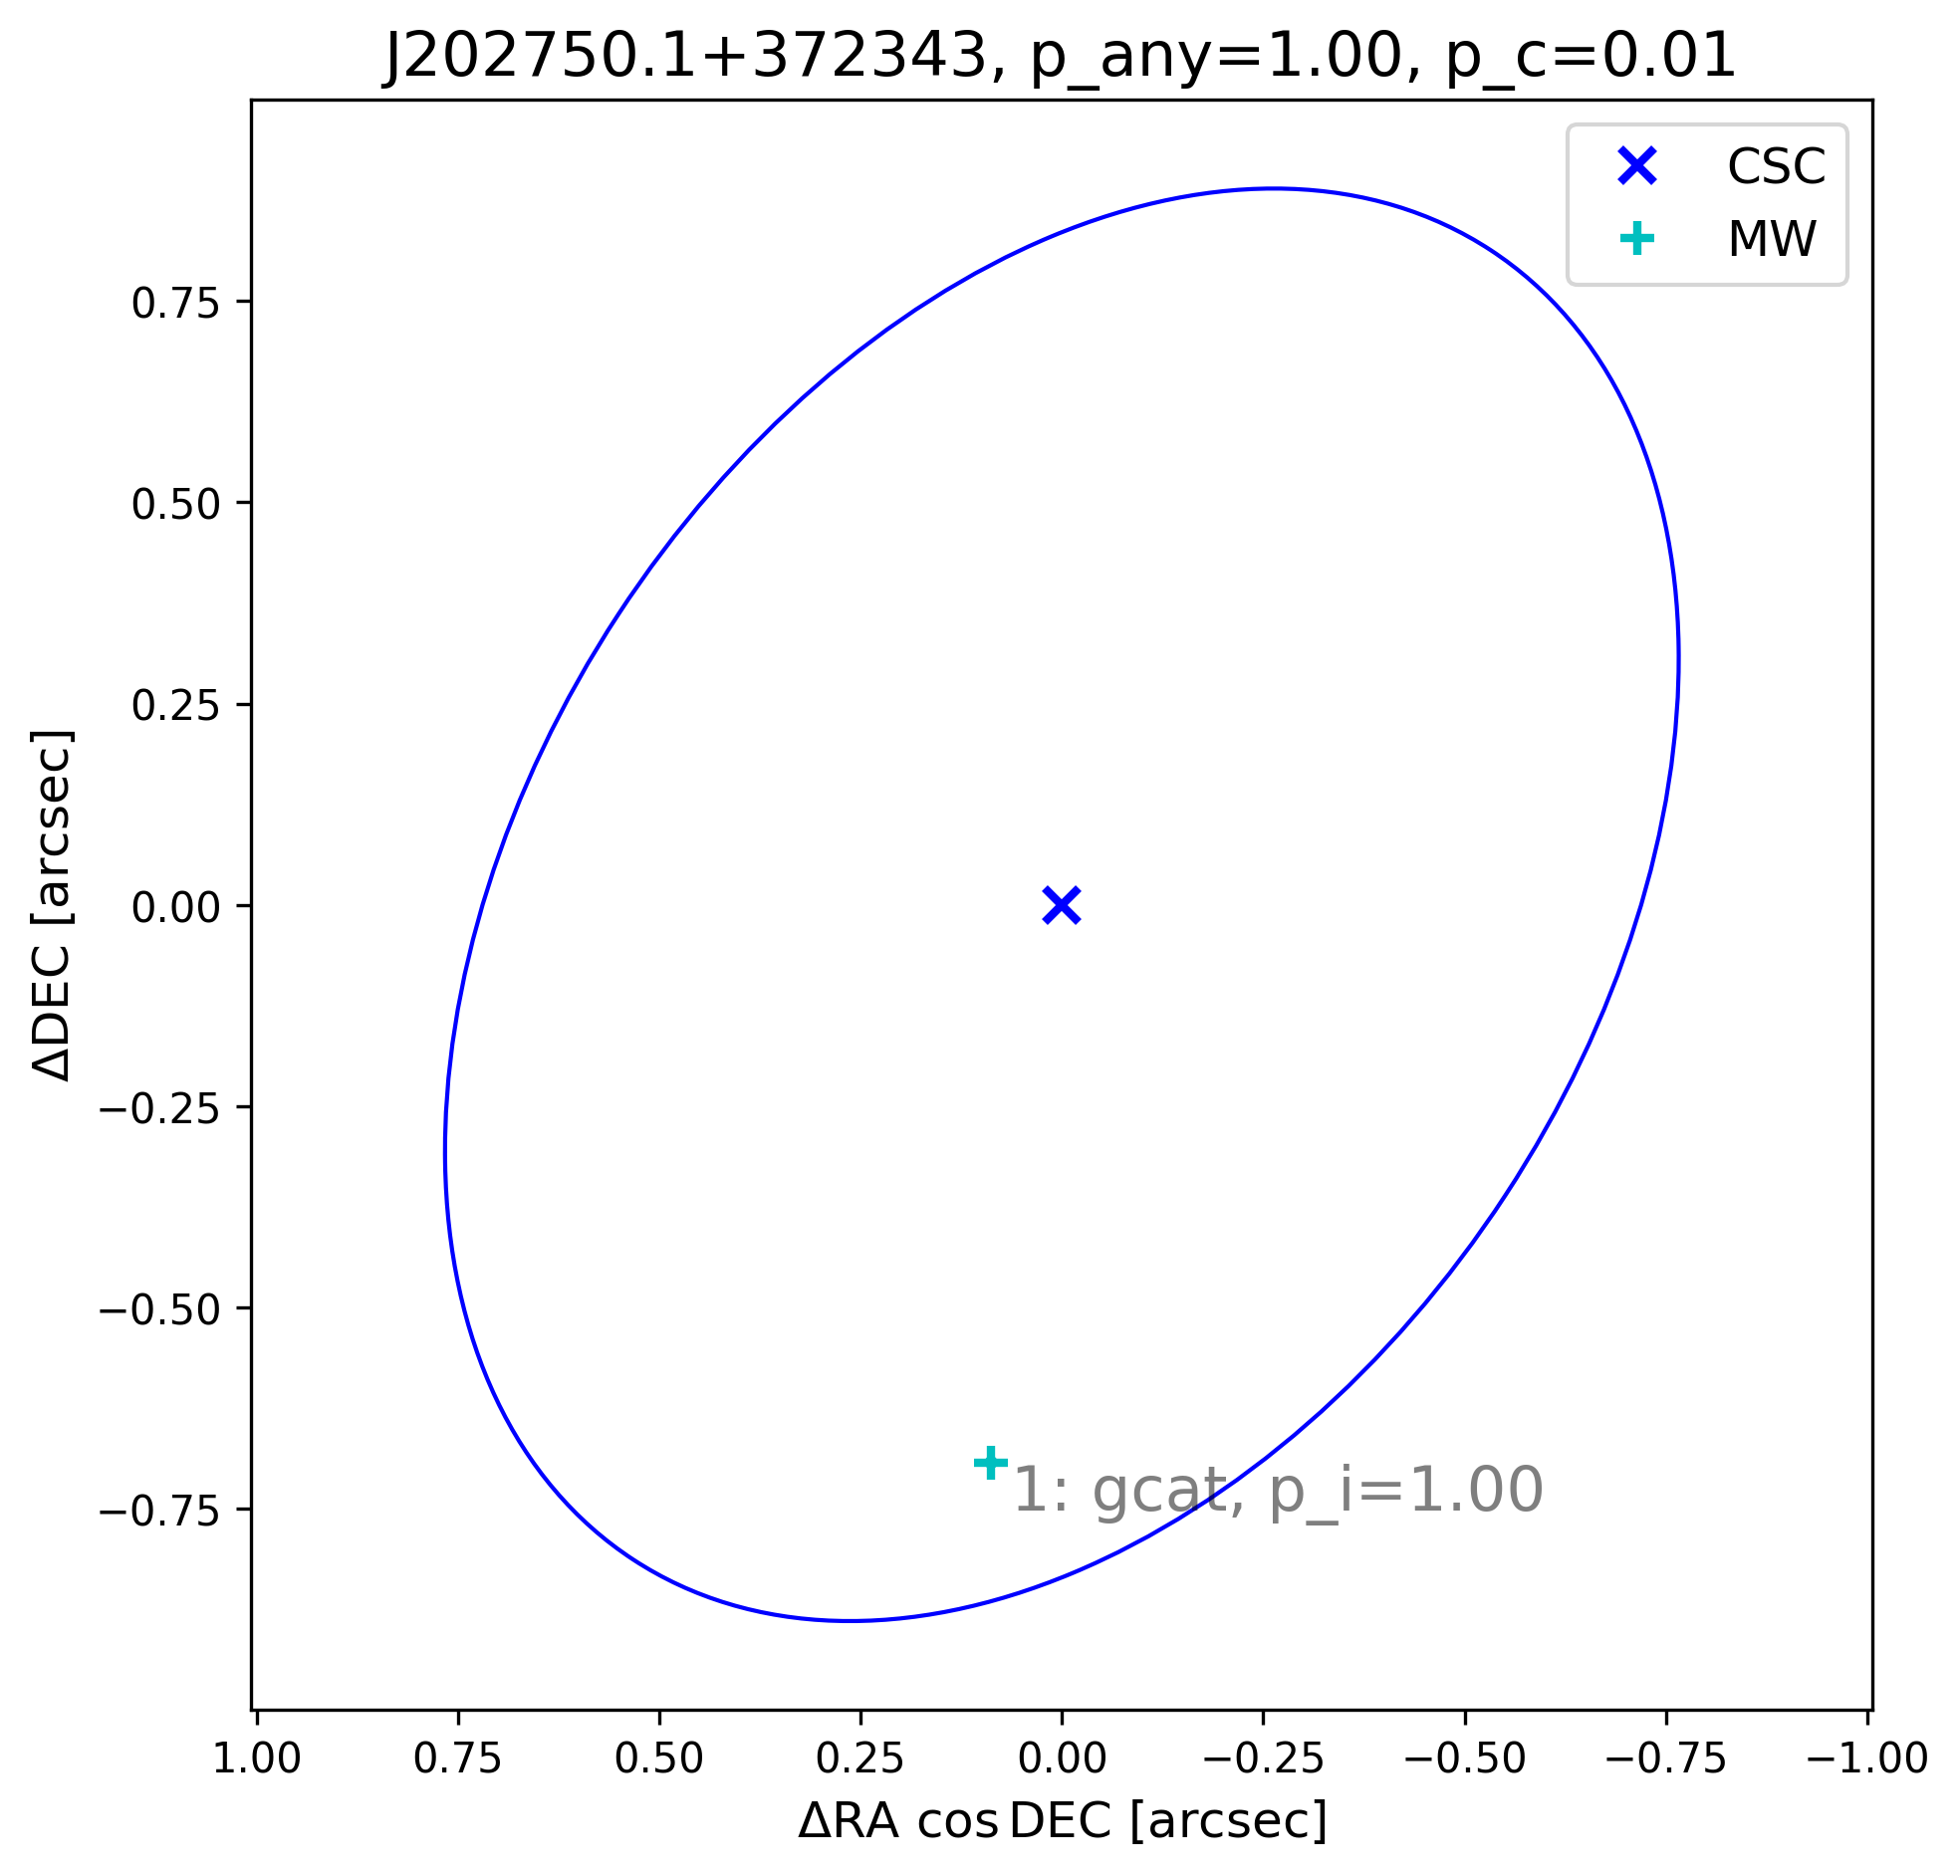 J202750.1+372343, p_any=1.00, p_c=0.01
CSC
MW
0.75
0.50
0.25
0.00
−0.25
−0.50
−0.75
ΔDEC [arcsec]
1: gcat, p_i=1.00
1.00 0.75 0.50 0.25 0.00 −0.25 −0.50 −0.75 −1.00
ΔRA cos DEC [arcsec]